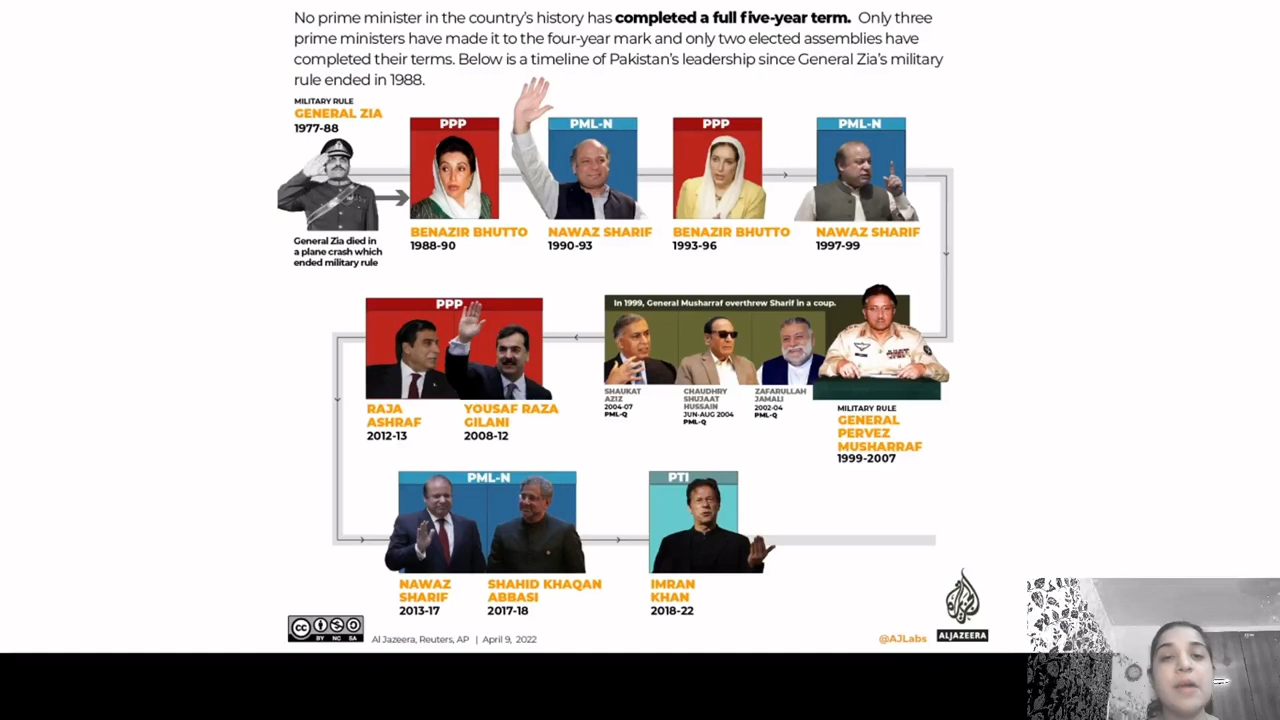 No prime minister in the country's history has completed a full five-year term. Only three
prime ministers have made it to the four-year mark and only two elected assemblies have
completed their terms. Below is a timeline of Pakistan's leadership since General Zia's military
rule ended in 1988.
MILITARY RULE
GENERAL ZIA
1977-88
General Zia died in
a plane crash which
ended military rule
PPP
BENAZIR BHUTTO
1988-90
PML-N
NAWAZ SHARIF
1990-93
PPP
BENAZIR BHUTTO
1993-96
PML-N
NAWAZ SHARIF
1997-99
In 1999, General Musharraf overthrew Sharif in a coup.
MILITARY RULE
GENERAL
PERVEZ
MUSHARRAF
1999-2007
ZAFARULLAH
JAMALI
2002-04
PML-Q
CHAUDHRY
SHUJAAT
HUSSAIN
JUN-AUG 2004
PML-Q
SHAUKAT
AZIZ
2004-07
PML-Q
PPP
YOUSAF RAZA
GILANI
2008-12
RAJA
ASHRAF
2012-13
PML-N
NAWAZ
SHARIF
2013-17
SHAHID KHAQAN
ABBASI
2017-18
PTI
IMRAN
KHAN
2018-22
CC BY NC SA
Al Jazeera, Reuters, AP | April 9, 2022
@AJLabs
ALJAZEERA